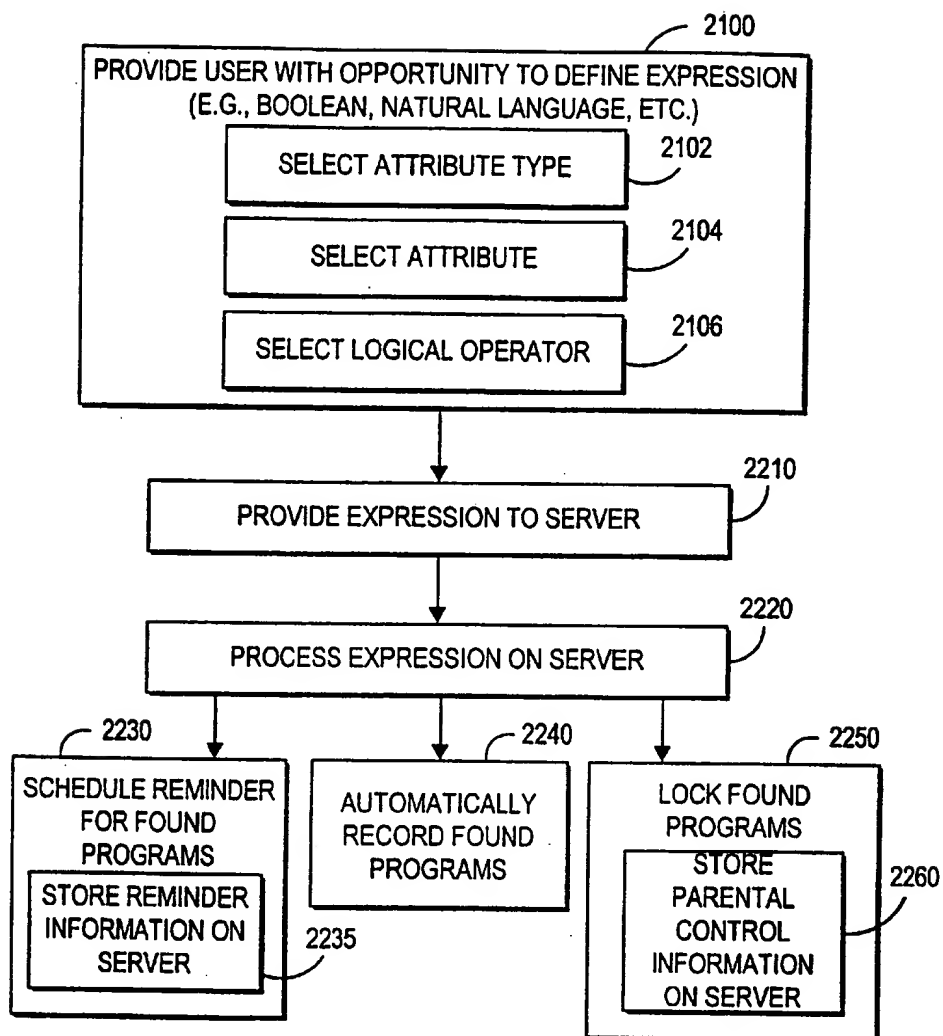 2100
PROVIDE USER WITH OPPORTUNITY TO DEFINE EXPRESSION
(E.G., BOOLEAN, NATURAL LANGUAGE, ETC.)
SELECT ATTRIBUTE TYPE
2102
SELECT ATTRIBUTE
2104
SELECT LOGICAL OPERATOR
2106
PROVIDE EXPRESSION TO SERVER
2210
PROCESS EXPRESSION ON SERVER
2220
2230
SCHEDULE REMINDER
FOR FOUND
PROGRAMS
STORE REMINDER
INFORMATION ON
SERVER
2235
2240
AUTOMATICALLY
RECORD FOUND
PROGRAMS
2250
LOCK FOUND
PROGRAMS
STORE
PARENTAL
CONTROL
INFORMATION
ON SERVER
2260